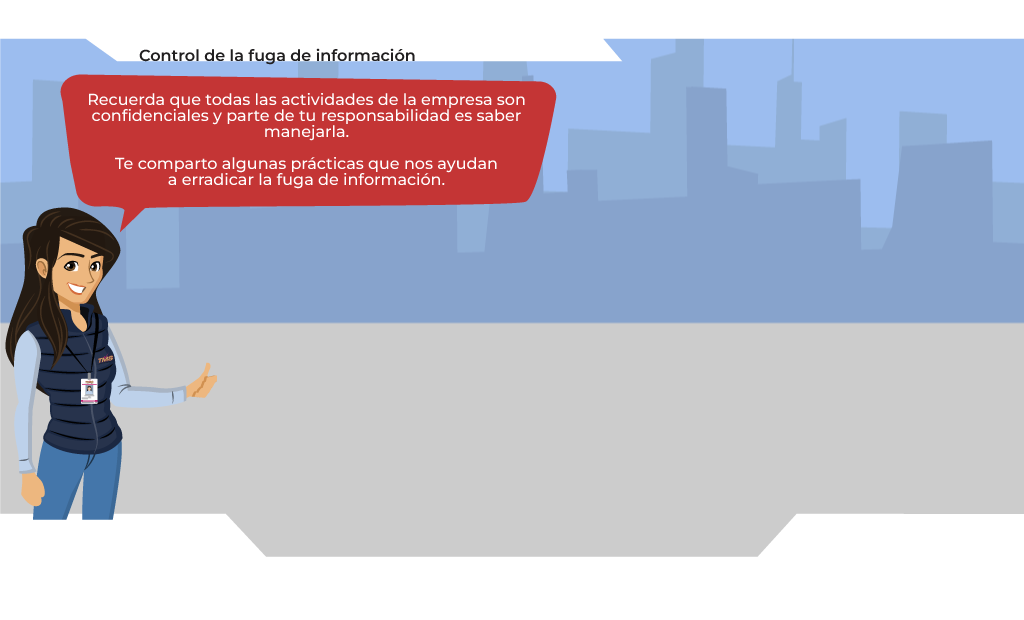 Control de la fuga de información
Recuerda que todas las actividades de la empresa son
confidenciales y parte de tu responsabilidad es saber
manejarla.
Te comparto algunas prácticas que nos ayudan
a erradicar la fuga de información.